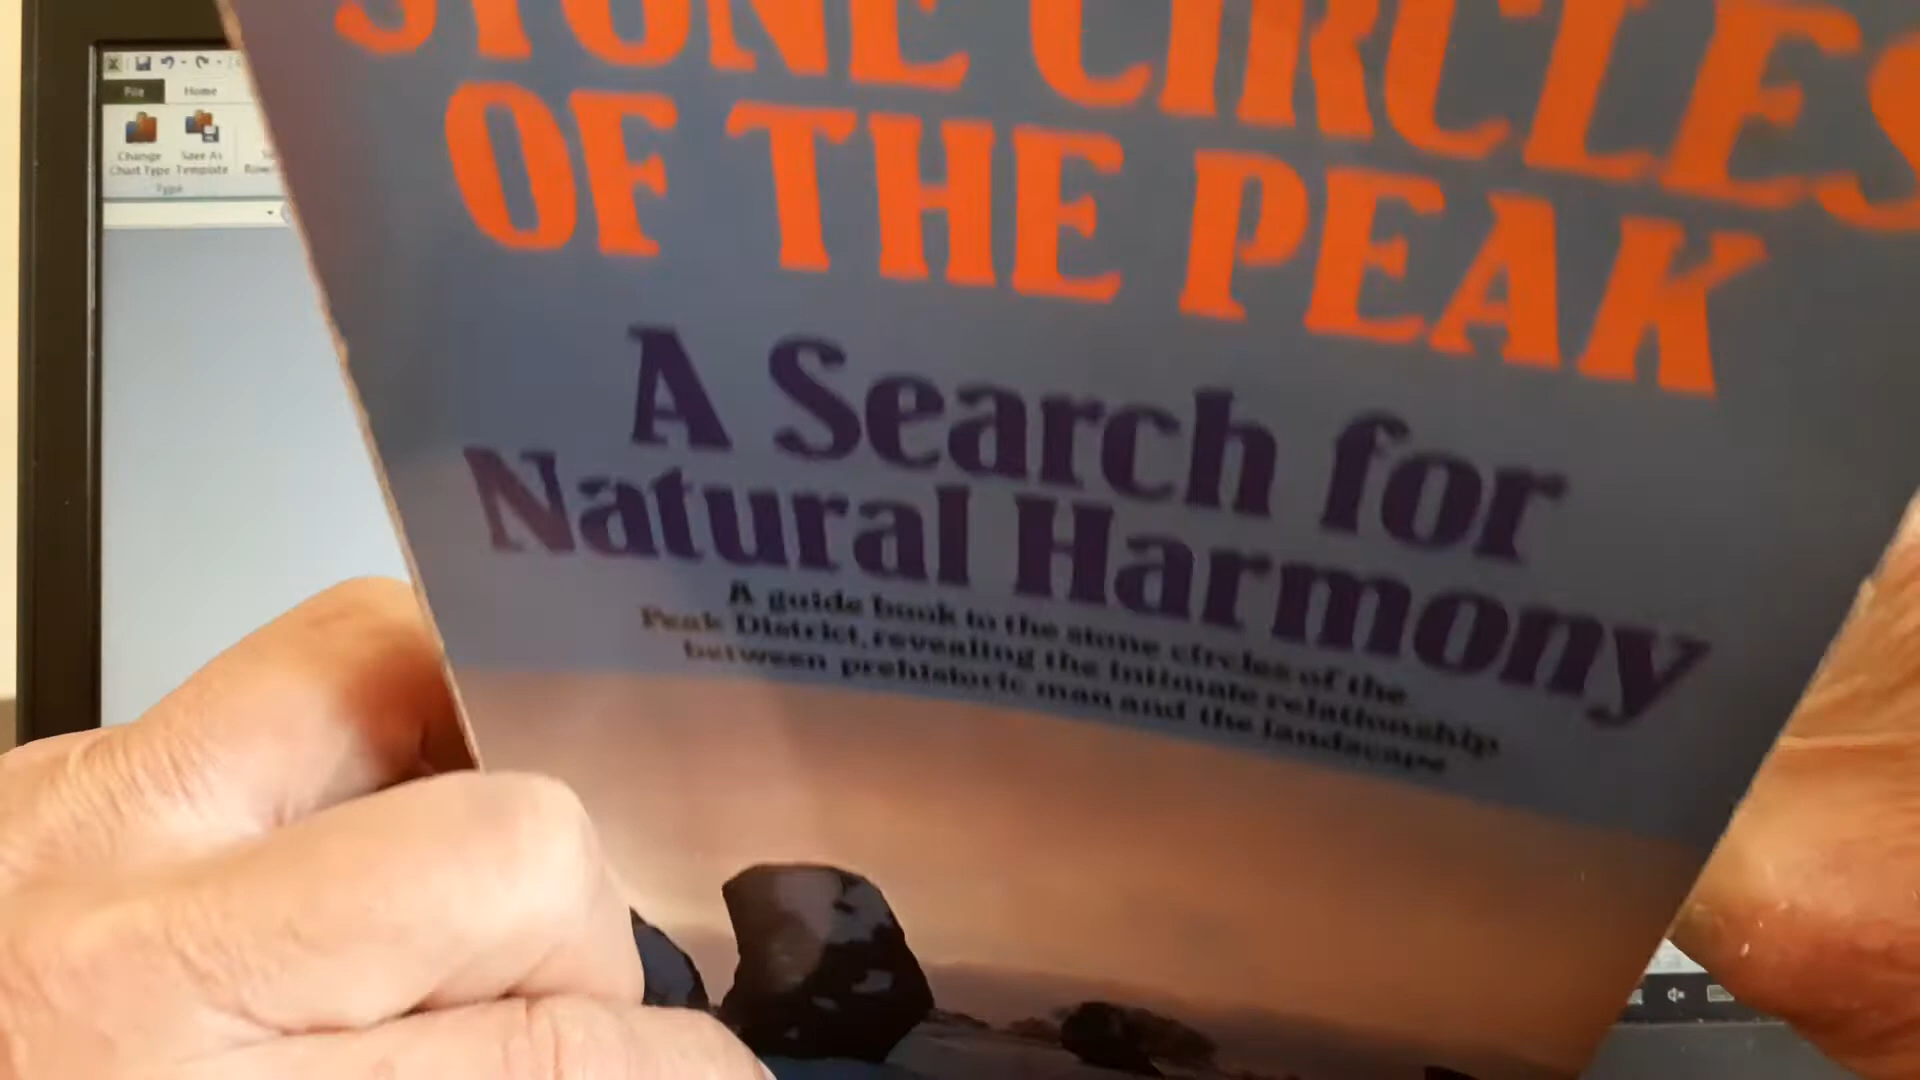 STONE CIRCLES
OF THE PEAK
A Search for
Natural Harmony
A guide book to the stone circles of the
Peak District, revealing the intimate relationship
between prehistoric man and the landscape
File Home
Change Save As
Chart Type Template
Type